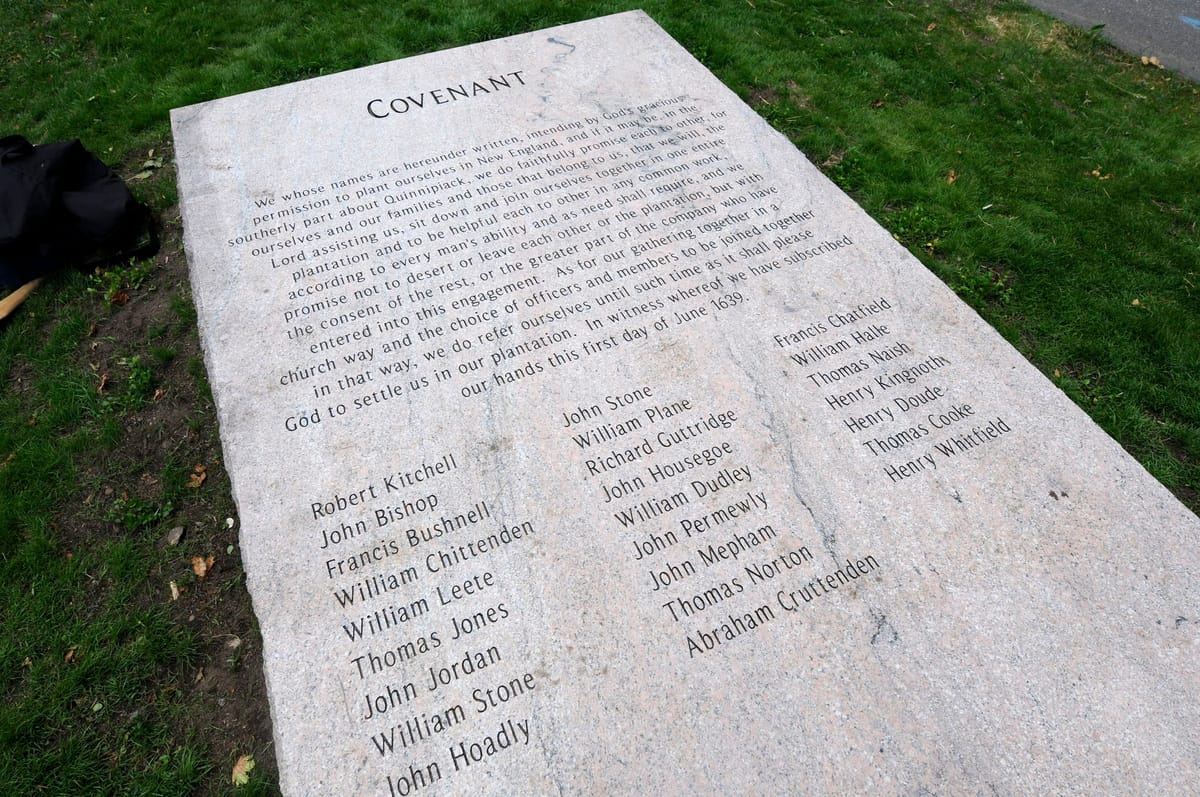 COVENANT
We whose names are hereunder written, intending by God's gracious
permission to plant ourselves in New England, and if it may be, in the
southerly part about Quinnipiack, we do faithfully promise each to other, for
ourselves and our families and those that belong to us, that we will, the
Lord assisting us, sit down and join ourselves together in one entire
plantation and to be helpful each to other in any common work,
according to every man's ability and as need shall require, and we
promise not to desert or leave each other or the plantation, but with
the consent of the rest, or the greater part of the company who have
entered into this engagement. As for our gathering together in a
church way and the choice of officers and members to be joined together
in that way, we do refer ourselves until such time as it shall please
God to settle us in our plantation. In witness whereof we have subscribed
our hands this first day of June 1639.
Robert Kitchell
John Bishop
Francis Bushnell
William Chittenden
William Leete
Thomas Jones
John Jordan
William Stone
John Hoadly
John Stone
William Plane
Richard Guttridge
John Housegoe
William Dudley
John Permewly
John Mepham
Thomas Norton
Abraham Cruttenden
Francis Chatfield
William Halle
Thomas Naish
Henry Kingnoth
Henry Doude
Thomas Cooke
Henry Whitfield